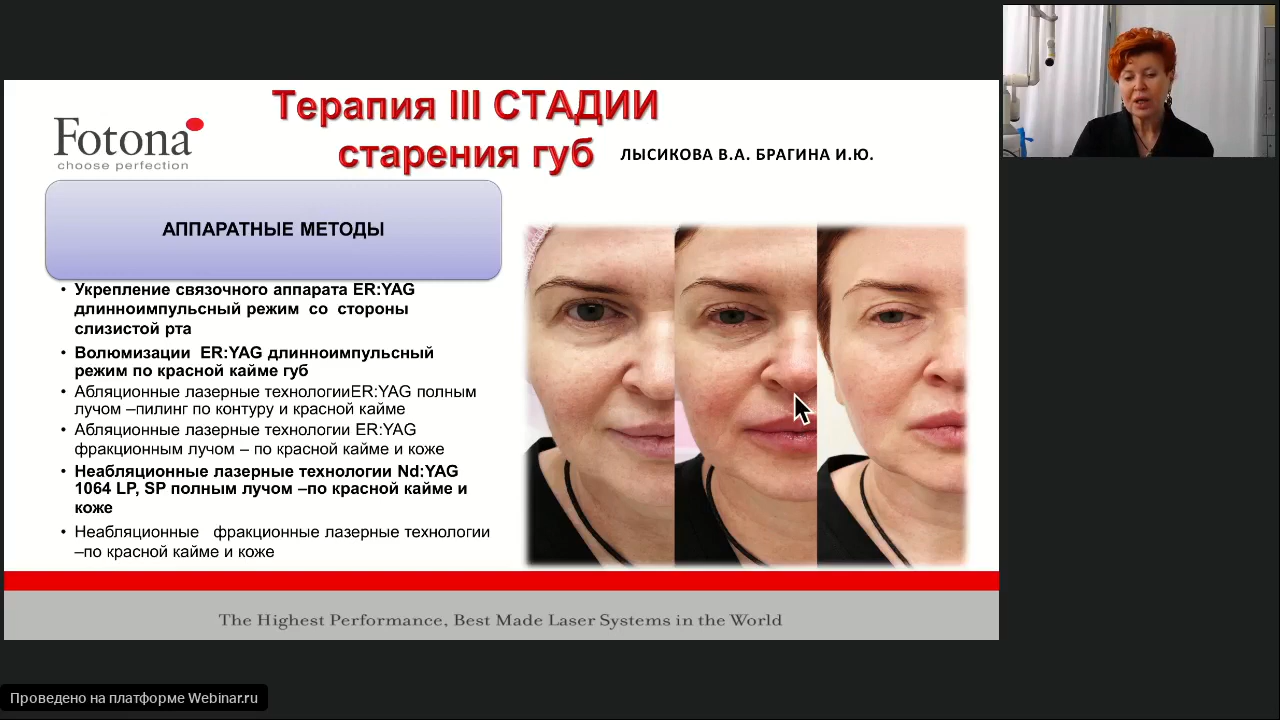 Терапия III СТАДИИ
старения губ
ЛЫСИКОВА В.А. БРАГИНА И.Ю.
Fotona
choose perfection
АППАРАТНЫЕ МЕТОДЫ
• Укрепление связочного аппарата ER:YAG
длинноимпульсный режим со стороны
слизистой рта
• Волюмизации ER:YAG длинноимпульсный
режим по красной кайме губ
• Абляционные лазерные технологииER:YAG полным
лучом –пилинг по контуру и красной кайме
• Абляционные лазерные технологии ER:YAG
фракционным лучом – по красной кайме и коже
• Неабляционные лазерные технологии Nd:YAG
1064 LP, SP полным лучом –по красной кайме и
коже
• Неабляционные фракционные лазерные технологии
–по красной кайме и коже
The Highest Performance, Best Made Laser Systems in the World
Проведено на платформе Webinar.ru